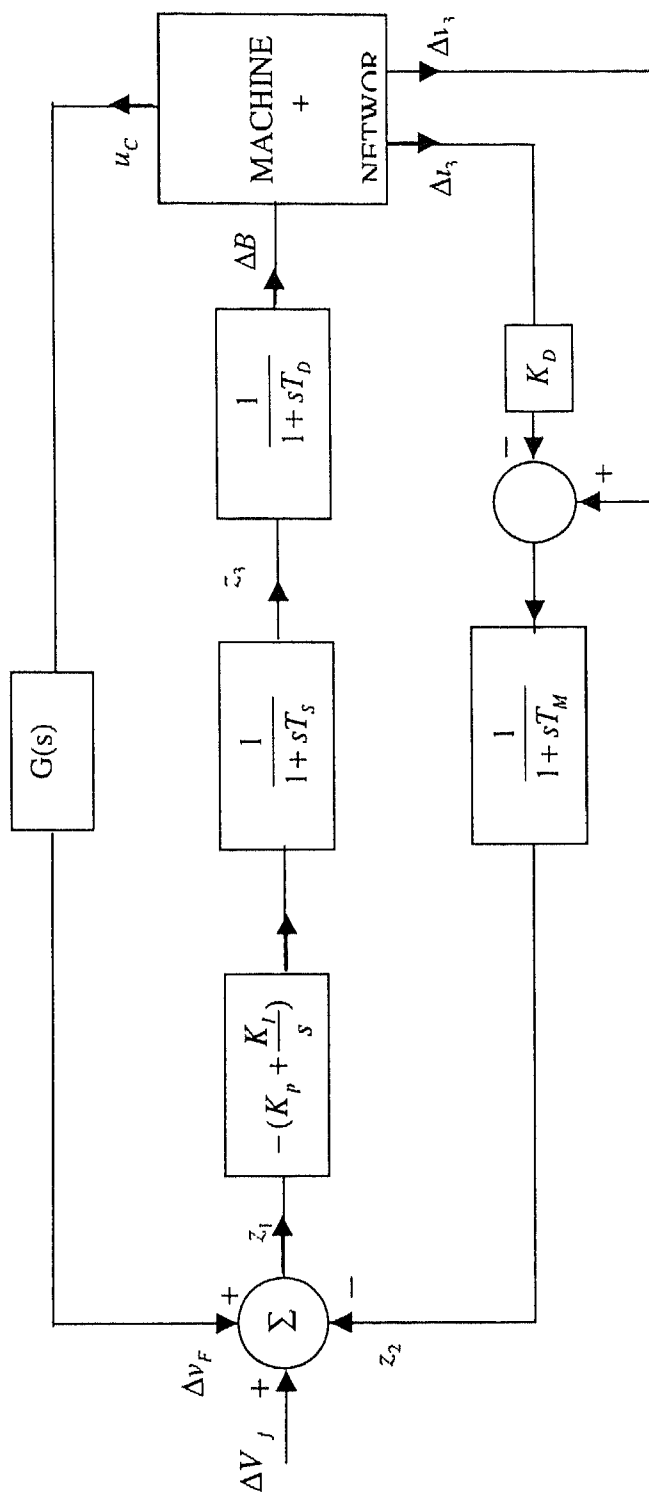 G(s)
u_C
Δv_F
+
ΔV_J
+
Σ
−
z_1
z_2
−(K_p + K_I/s)
1/(1 + sT_S)
z_3
1/(1 + sT_D)
ΔB
MACHINE
+
NETWOR
Δi_3
Δv_3
K_D
−
+
1/(1 + sT_M)